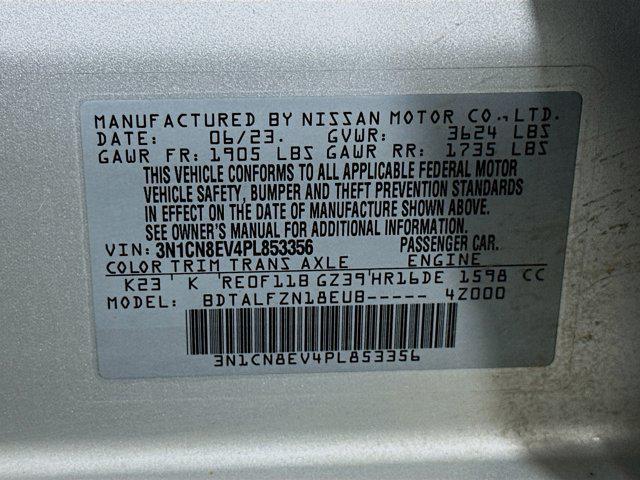 MANUFACTURED BY NISSAN MOTOR CO., LTD.
DATE: 06/23. GVWR: 3624 LBS
GAWR FR: 1905 LBS GAWR RR: 1735 LBS
THIS VEHICLE CONFORMS TO ALL APPLICABLE FEDERAL MOTOR
VEHICLE SAFETY, BUMPER AND THEFT PREVENTION STANDARDS
IN EFFECT ON THE DATE OF MANUFACTURE SHOWN ABOVE.
SEE OWNER'S MANUAL FOR ADDITIONAL INFORMATION.
VIN: 3N1CN8EV4PL853356 PASSENGER CAR.
COLOR TRIM TRANS AXLE ENGINE
K23 K RE0F11B GZ39 HR16DE 1598 CC
MODEL: BDTALFZN18EU8----- 4Z000
3N1CN8EV4PL853356